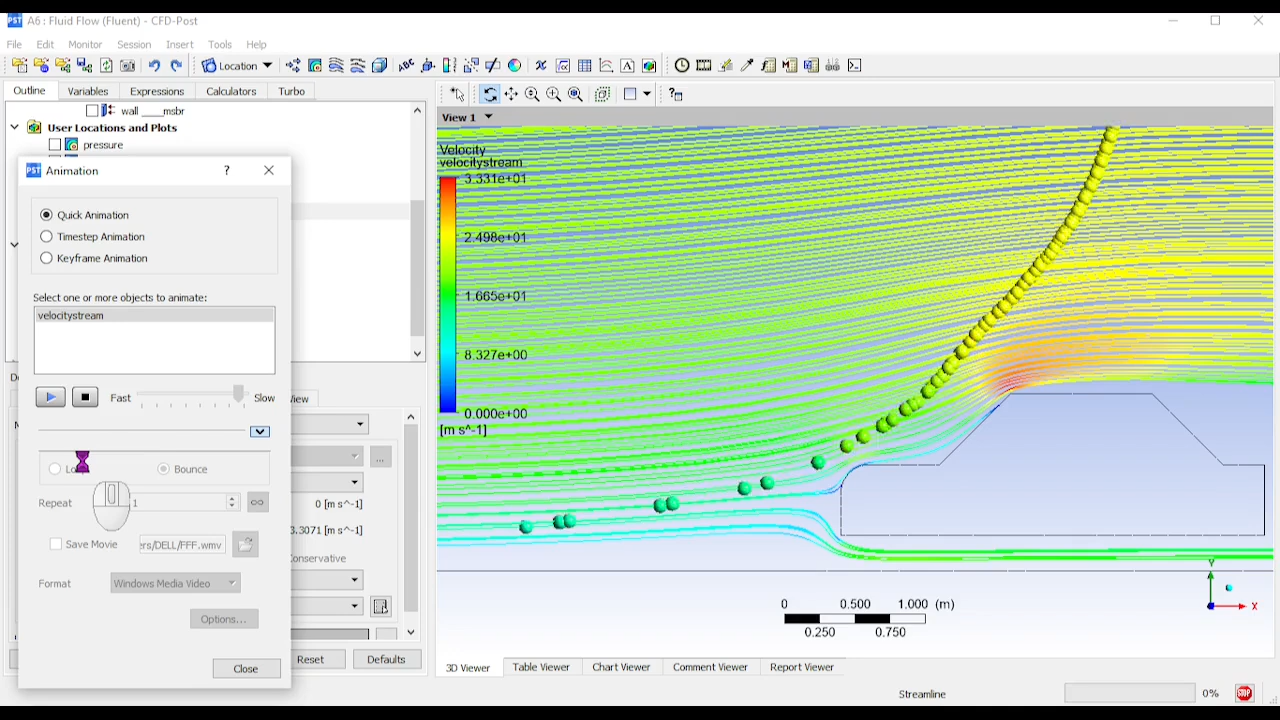 A6 : Fluid Flow (Fluent) - CFD-Post
File Edit Monitor Session Insert Tools Help
Location
Outline Variables Expressions Calculators Turbo
wall ____msbr
User Locations and Plots
pressure
Animation
?
Quick Animation
Timestep Animation
Keyframe Animation
Select one or more objects to animate:
velocitystream
Fast
Slow
Bounce
Repeat
1
Save Movie
ers/DELL/FFF.wmv
Format
Windows Media Video
Options...
Close
View
...
0 [m s^-1]
3.3071 [m s^-1]
Conservative
Reset
Defaults
View 1
Velocity
velocitystream
3.331e+01
2.498e+01
1.665e+01
8.327e+00
0.000e+00
[m s^-1]
0 0.500 1.000 (m)
0.250 0.750
Y
X
3D Viewer Table Viewer Chart Viewer Comment Viewer Report Viewer
Streamline
0%
STOP